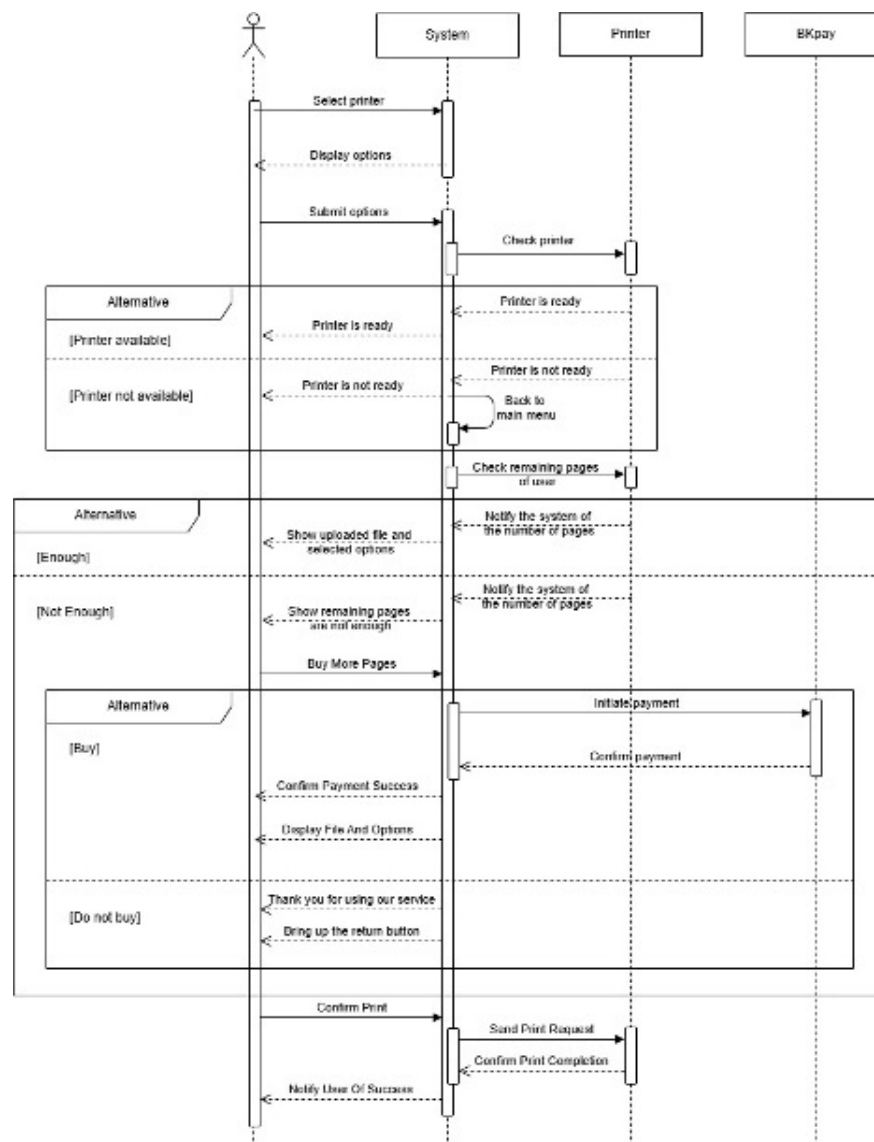 System
Printer
BKpay
Select printer
Display options
Submit options
Check printer
Alternative
Printer is ready
Printer is ready
[Printer available]
Printer is not ready
Printer is not ready
[Printer not available]
Back to
main menu
Check remaining pages
of user
Alternative
Notify the system of
the number of pages
Show uploaded file and
selected options
[Enough]
Notify the system of
the number of pages
[Not Enough]
Show remaining pages
are not enough
Buy More Pages
Alternative
Initiate payment
[Buy]
Confirm payment
Confirm Payment Success
Display File And Options
Thank you for using our service
[Do not buy]
Bring up the return button
Confirm Print
Send Print Request
Confirm Print Completion
Notify User Of Success